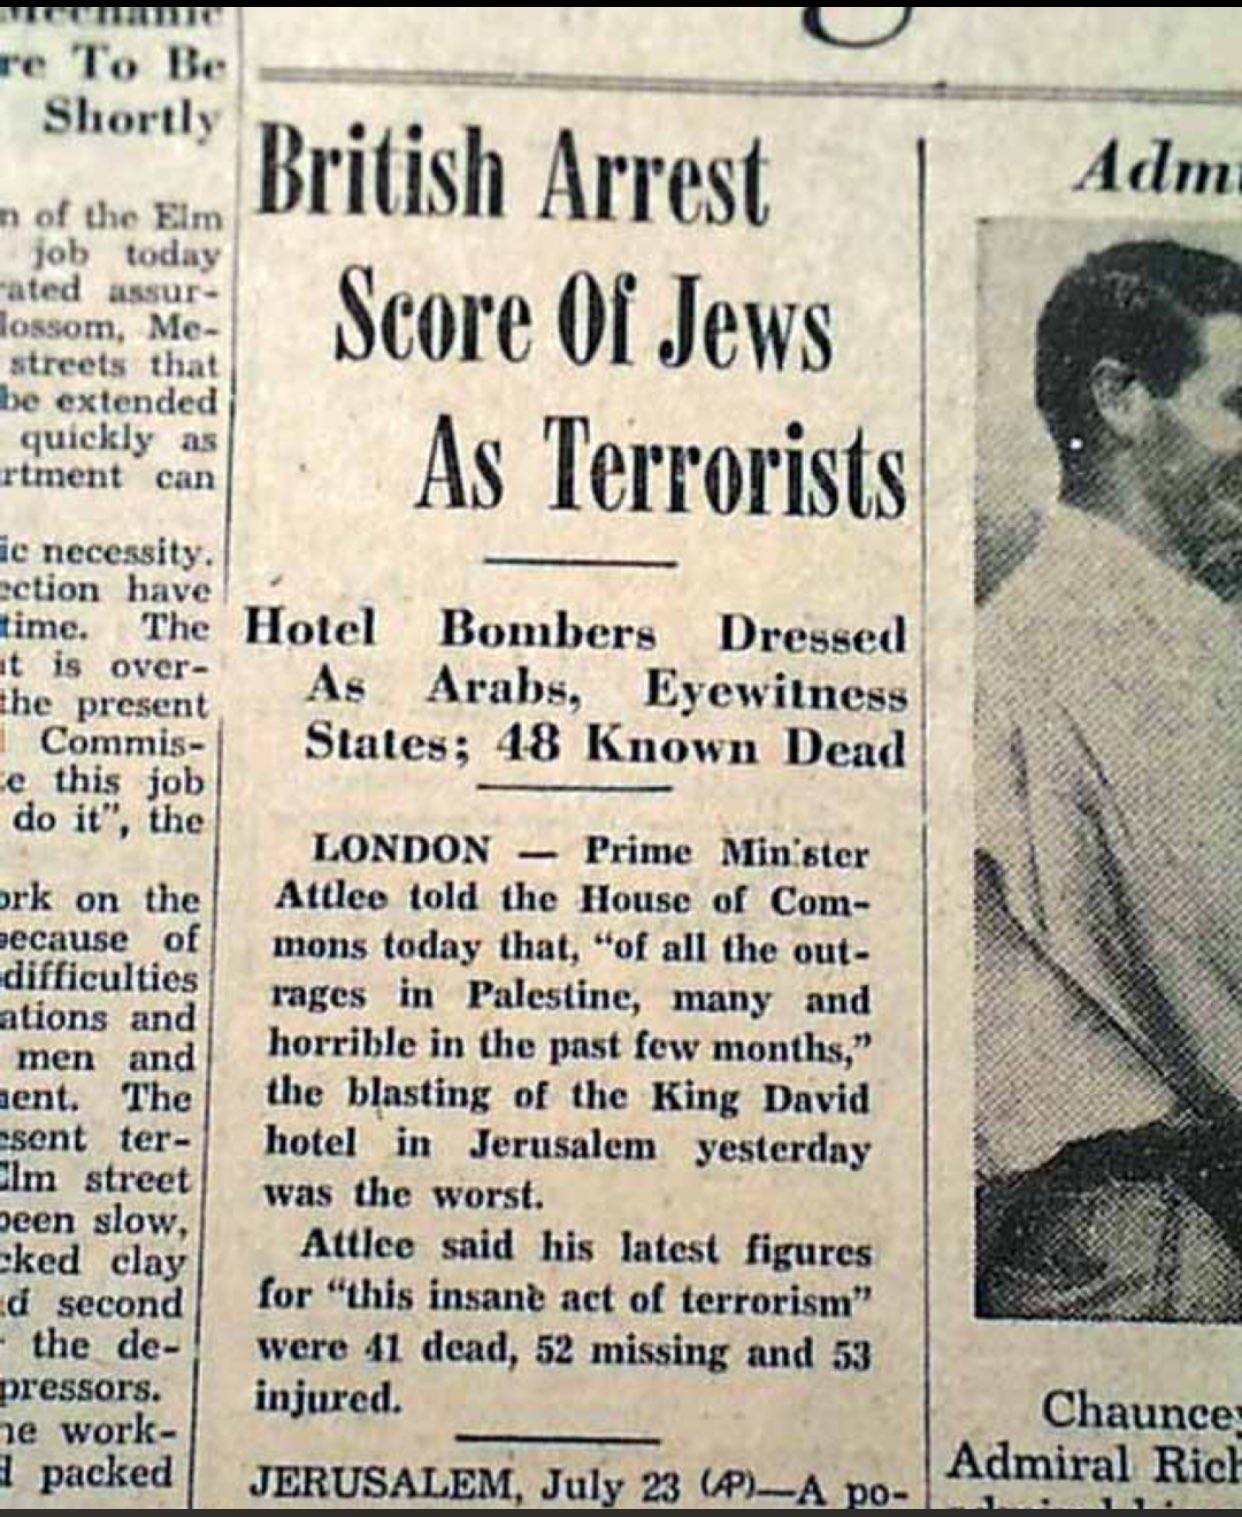 Mechanic
re To Be
Shortly
n of the Elm
job today
rated assur-
lossom, Me-
streets that
be extended
quickly as
rtment can
ic necessity.
ection have
time. The
t is over-
the present
Commis-
e this job
do it", the
ork on the
because of
difficulties
ations and
men and
ent. The
esent ter-
Elm street
been slow,
cked clay
d second
the de-
pressors.
he work-
d packed
British Arrest
Score Of Jews
As Terrorists
Hotel Bombers Dressed
As Arabs, Eyewitness
States; 48 Known Dead
LONDON — Prime Minister
Attlee told the House of Com-
mons today that, "of all the out-
rages in Palestine, many and
horrible in the past few months,"
the blasting of the King David
hotel in Jerusalem yesterday
was the worst.
Attlee said his latest figures
for "this insane act of terrorism"
were 41 dead, 52 missing and 53
injured.
JERUSALEM, July 23 (AP)—A po-
Adm
Chauncey
Admiral Rich